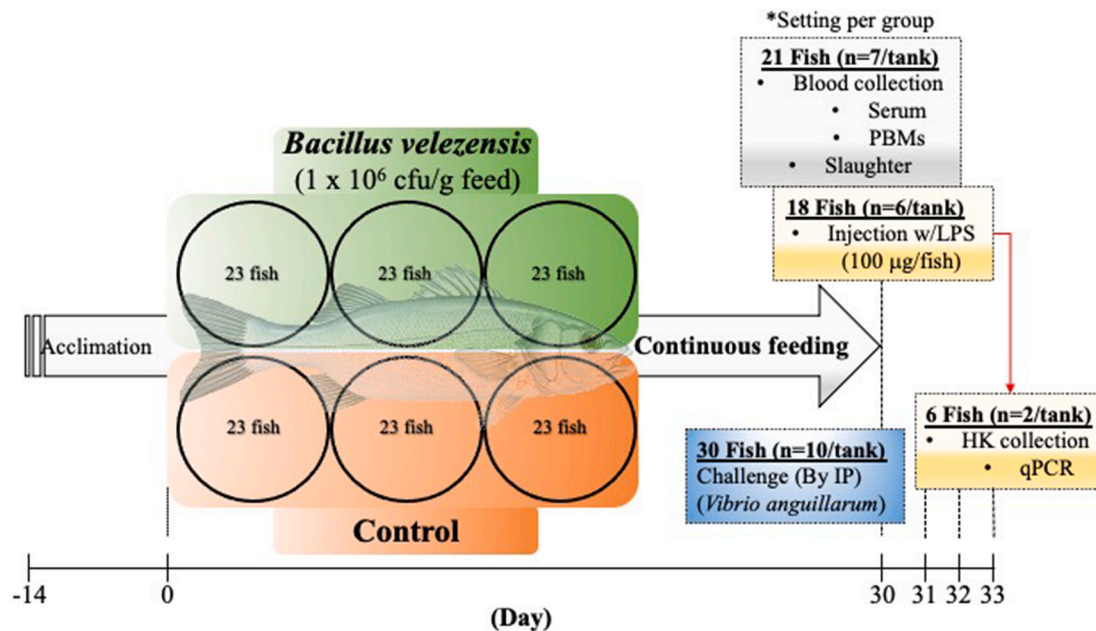 *Setting per group
21 Fish (n=7/tank)
• Blood collection
• Serum
• PBMs
• Slaughter
Bacillus velezensis
(1 x 10⁶ cfu/g feed)
18 Fish (n=6/tank)
• Injection w/LPS
(100 μg/fish)
23 fish
23 fish
23 fish
Acclimation
Continuous feeding
23 fish
23 fish
23 fish
30 Fish (n=10/tank)
Challenge (By IP)
(Vibrio anguillarum)
6 Fish (n=2/tank)
• HK collection
• qPCR
Control
-14
0
30
31
32
33
(Day)